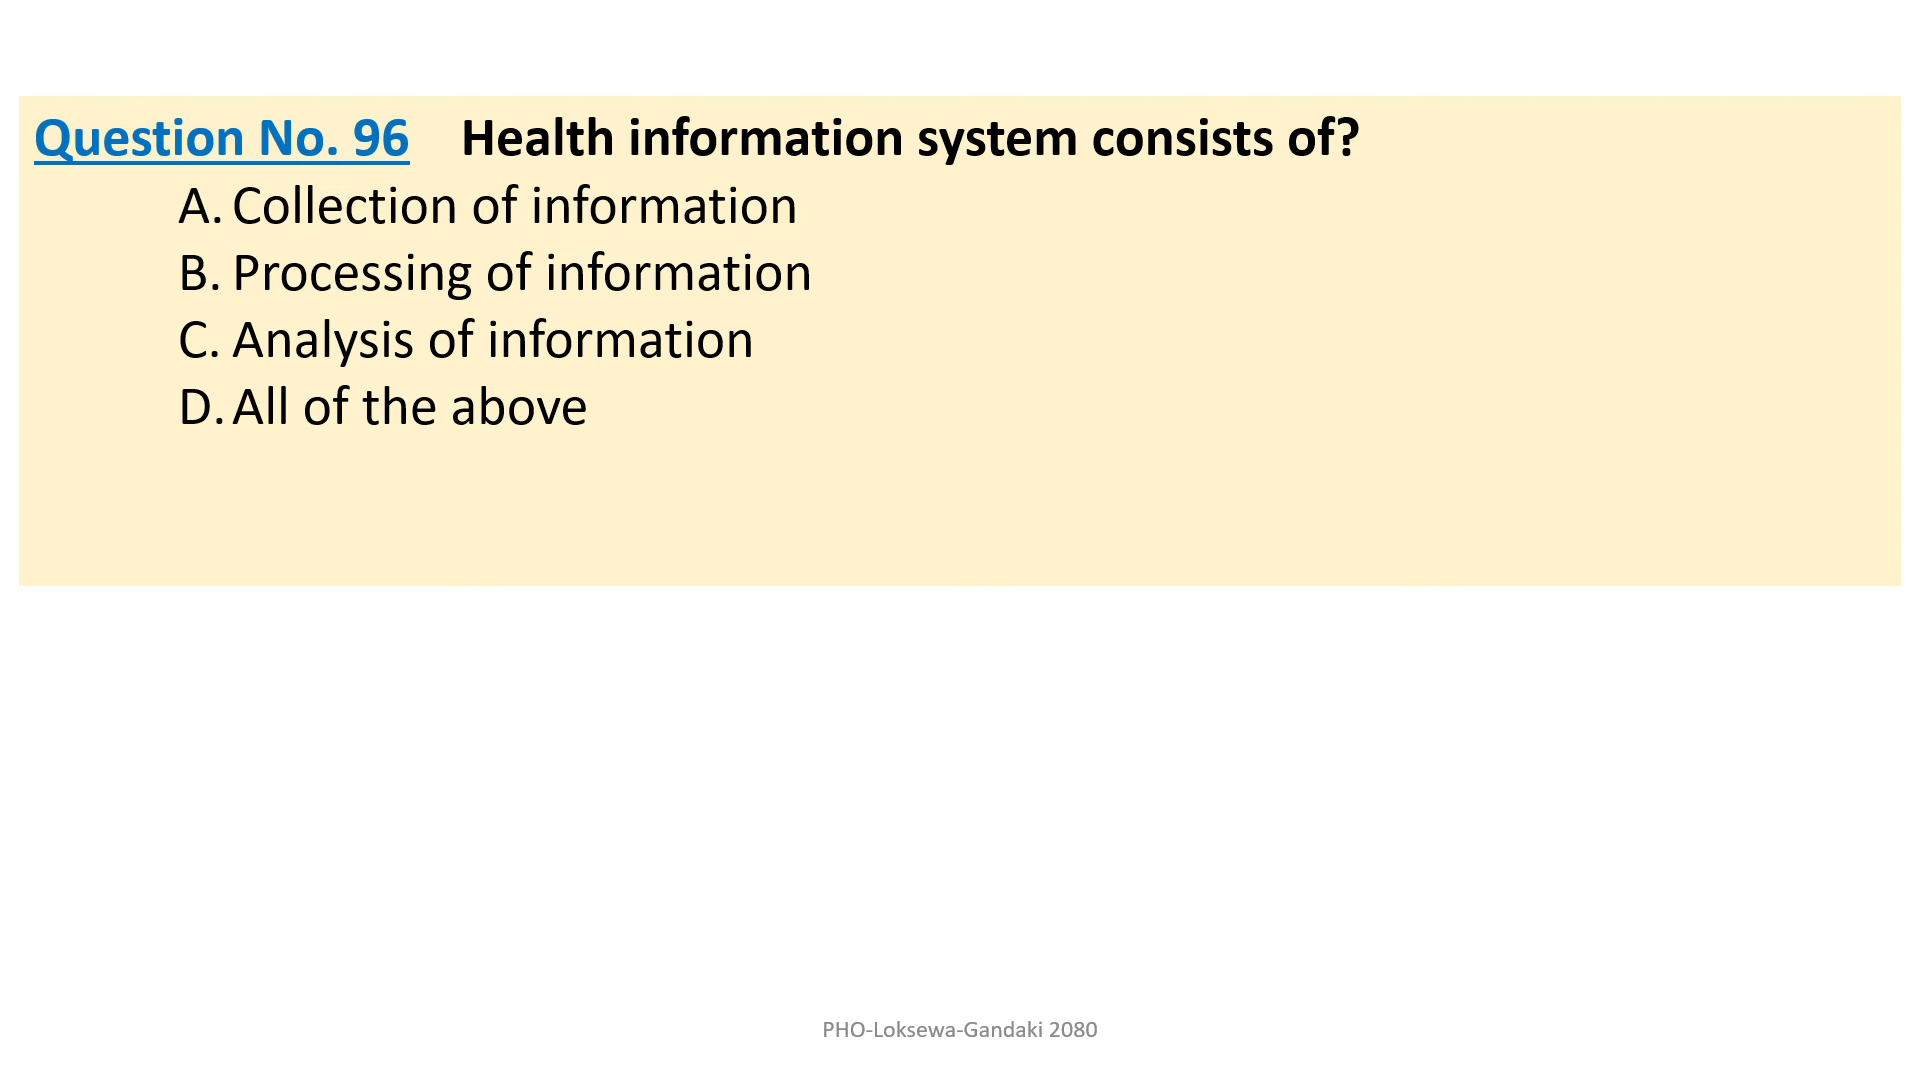 Question No. 96 Health information system consists of?
A. Collection of information
B. Processing of information
C. Analysis of information
D. All of the above
PHO-Loksewa-Gandaki 2080